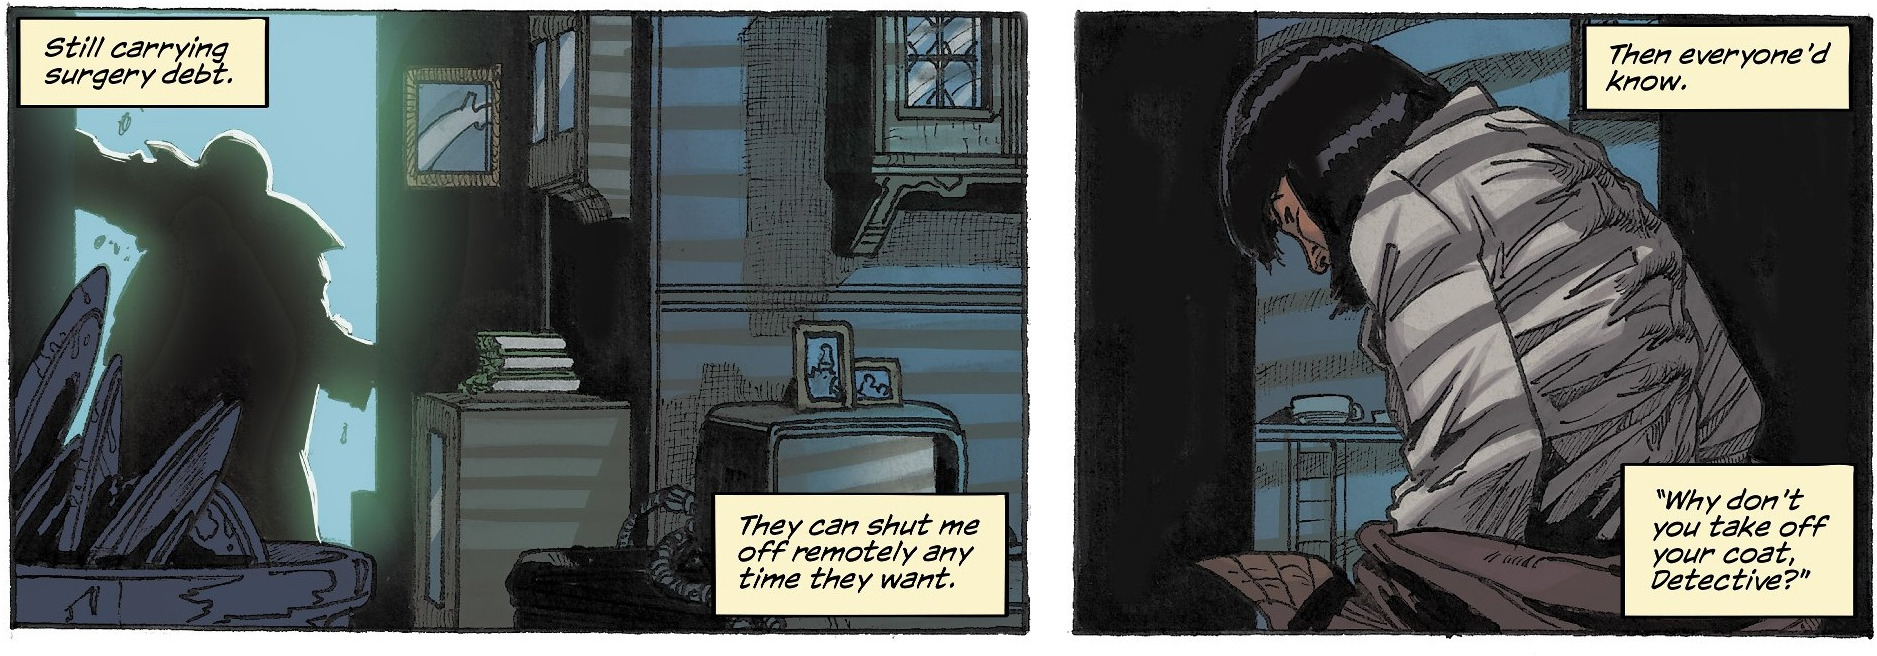 Still carrying
surgery debt.
They can shut me
off remotely any
time they want.
Then everyone'd
know.
"Why don't
you take off
your coat,
Detective?"